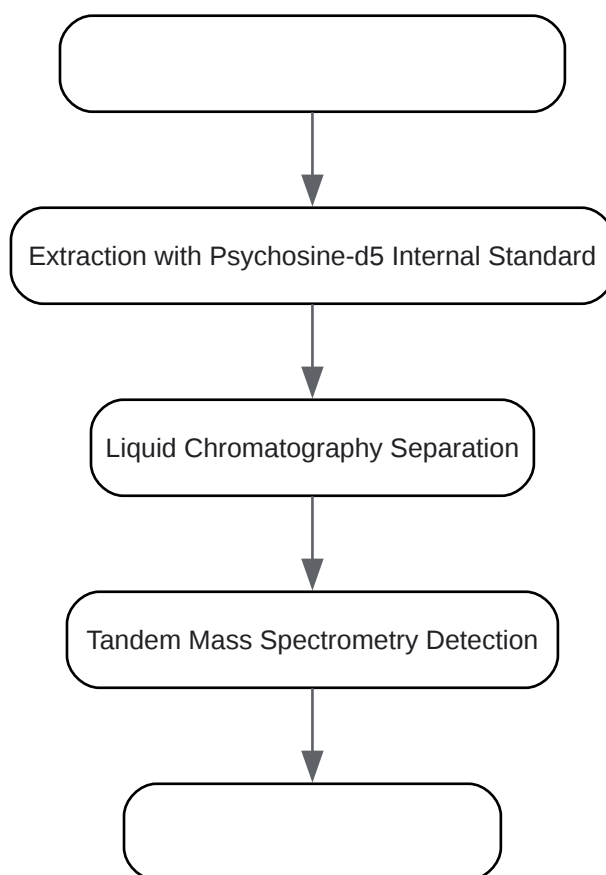 Extraction with Psychosine-d5 Internal Standard
Liquid Chromatography Separation
Tandem Mass Spectrometry Detection